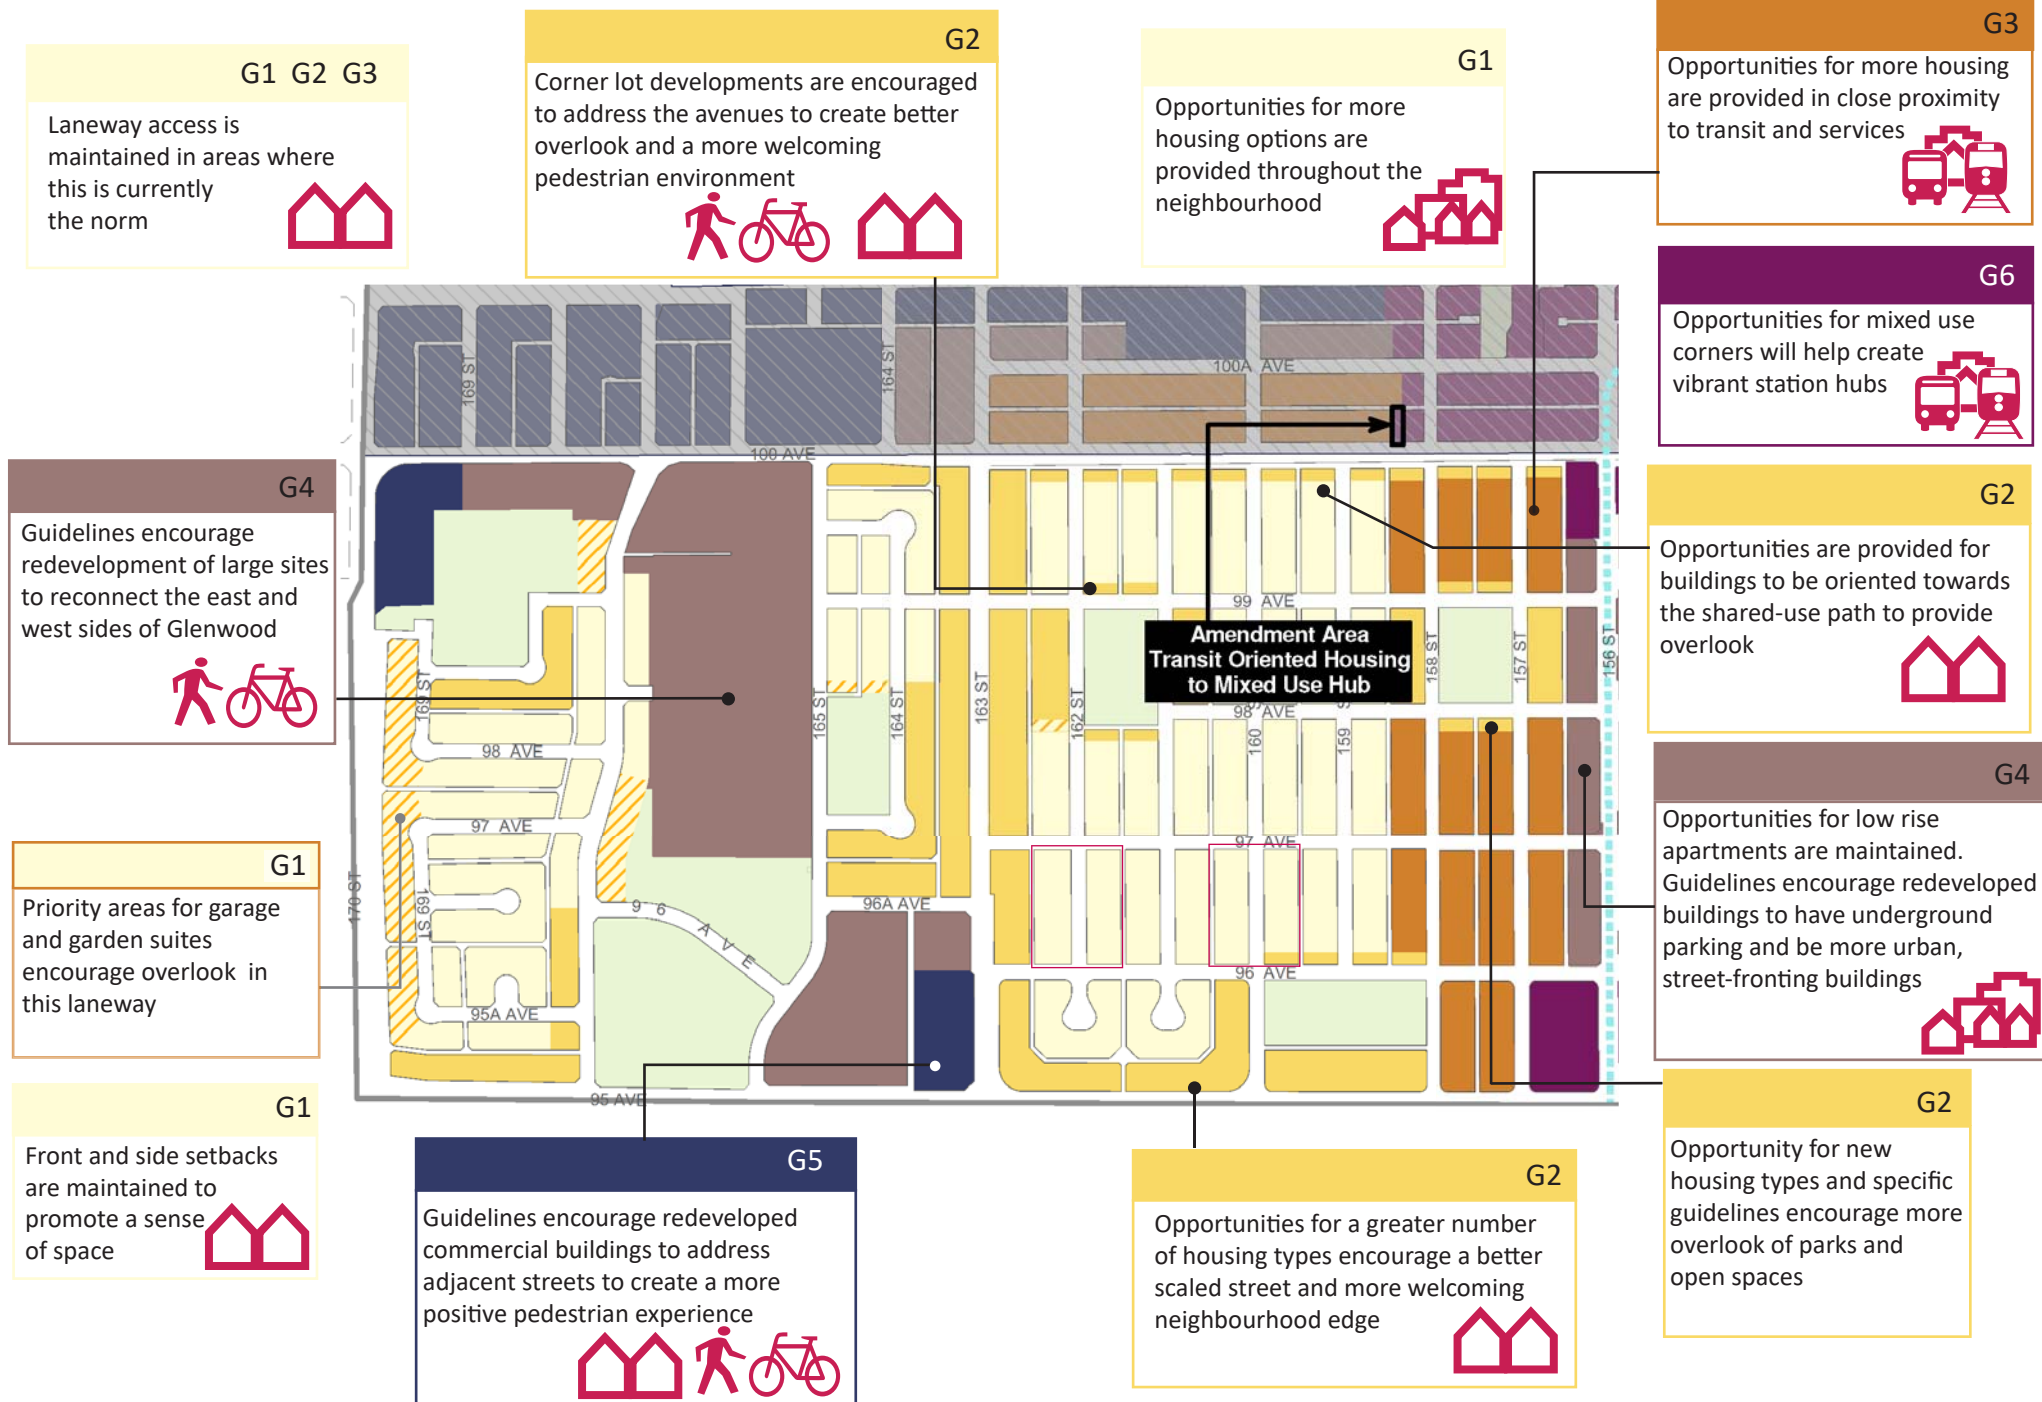 G1 G2 G3
Laneway access is
maintained in areas where
this is currently
the norm
G2
Corner lot developments are encouraged
to address the avenues to create better
overlook and a more welcoming
pedestrian environment
G1
Opportunities for more
housing options are
provided throughout the
neighbourhood
G3
Opportunities for more housing
are provided in close proximity
to transit and services
G6
Opportunities for mixed use
corners will help create
vibrant station hubs
G4
Guidelines encourage
redevelopment of large sites
to reconnect the east and
west sides of Glenwood
G2
Opportunities are provided for
buildings to be oriented towards
the shared-use path to provide
overlook
G4
Opportunities for low rise
apartments are maintained.
Guidelines encourage redeveloped
buildings to have underground
parking and be more urban,
street-fronting buildings
G1
Priority areas for garage
and garden suites
encourage overlook in
this laneway
G1
Front and side setbacks
are maintained to
promote a sense
of space
G5
Guidelines encourage redeveloped
commercial buildings to address
adjacent streets to create a more
positive pedestrian experience
G2
Opportunities for a greater number
of housing types encourage a better
scaled street and more welcoming
neighbourhood edge
G2
Opportunity for new
housing types and specific
guidelines encourage more
overlook of parks and
open spaces
169 ST
164 ST
100A AVE
100 AVE
99 AVE
Amendment Area
Transit Oriented Housing
to Mixed Use Hub
98 AVE
158 ST
157 ST
156 ST
169 ST
165 ST
164 ST
163 ST
162 ST
160
159
98 AVE
97 AVE
97 AVE
170 ST
169 ST
96 AVE
96A AVE
96 AVE
95A AVE
95 AVE